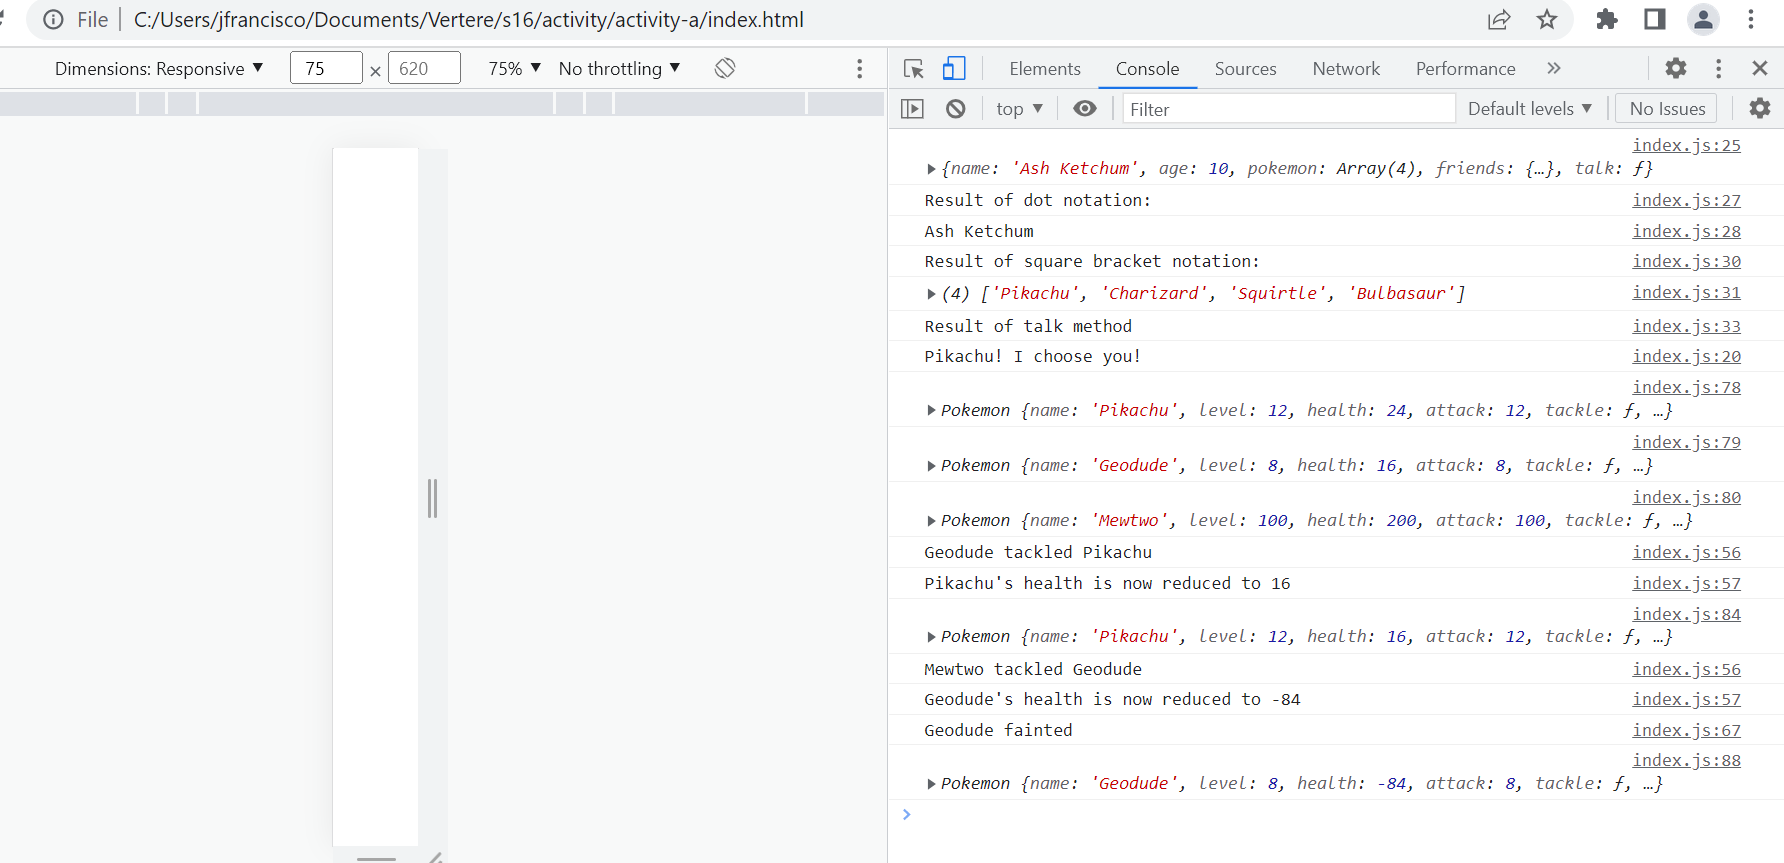 File | C:/Users/jfrancisco/Documents/Vertere/s16/activity/activity-a/index.html
Dimensions: Responsive ▼ 75 × 620 75% ▼ No throttling ▼
Elements Console Sources Network Performance »
top ▼ Filter Default levels ▼ No Issues
index.js:25
▶{name: 'Ash Ketchum', age: 10, pokemon: Array(4), friends: {…}, talk: ƒ}
Result of dot notation: index.js:27
Ash Ketchum index.js:28
Result of square bracket notation: index.js:30
▶(4) ['Pikachu', 'Charizard', 'Squirtle', 'Bulbasaur'] index.js:31
Result of talk method index.js:33
Pikachu! I choose you! index.js:20
index.js:78
▶Pokemon {name: 'Pikachu', level: 12, health: 24, attack: 12, tackle: ƒ, …}
index.js:79
▶Pokemon {name: 'Geodude', level: 8, health: 16, attack: 8, tackle: ƒ, …}
index.js:80
▶Pokemon {name: 'Mewtwo', level: 100, health: 200, attack: 100, tackle: ƒ, …}
Geodude tackled Pikachu index.js:56
Pikachu's health is now reduced to 16 index.js:57
index.js:84
▶Pokemon {name: 'Pikachu', level: 12, health: 16, attack: 12, tackle: ƒ, …}
Mewtwo tackled Geodude index.js:56
Geodude's health is now reduced to -84 index.js:57
Geodude fainted index.js:67
index.js:88
▶Pokemon {name: 'Geodude', level: 8, health: -84, attack: 8, tackle: ƒ, …}